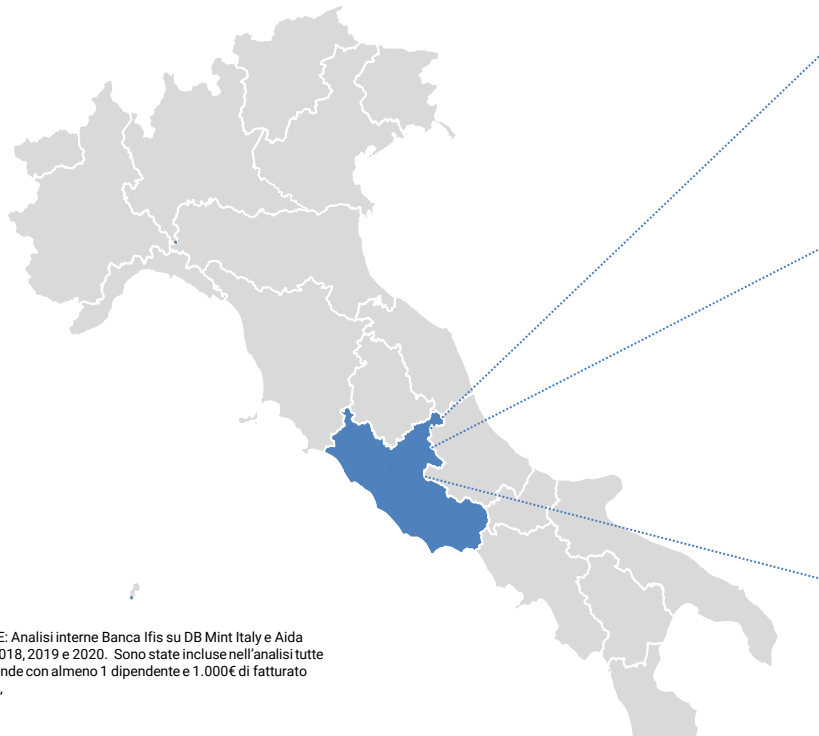 E: Analisi interne Banca Ifis su DB Mint Italy e Aida
018, 2019 e 2020. Sono state incluse nell'analisi tutte
nde con almeno 1 dipendente e 1.000€ di fatturato
,